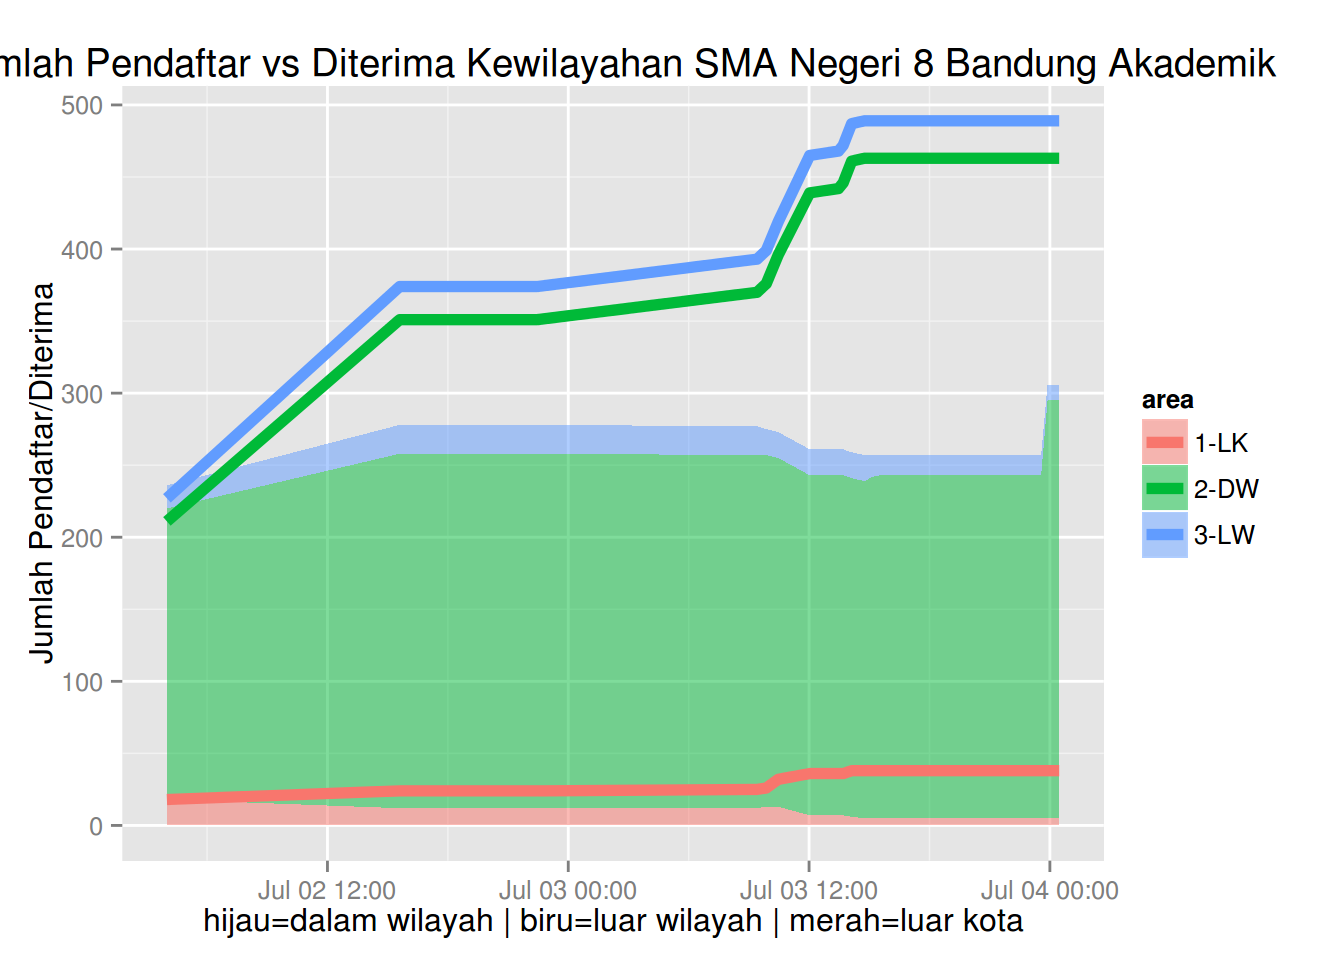 mlah Pendaftar vs Diterima Kewilayahan SMA Negeri 8 Bandung Akademik
500
400
300
200
100
0
Jumlah Pendaftar/Diterima
Jul 02 12:00 Jul 03 00:00 Jul 03 12:00 Jul 04 00:00
hijau=dalam wilayah | biru=luar wilayah | merah=luar kota
area
1-LK
2-DW
3-LW